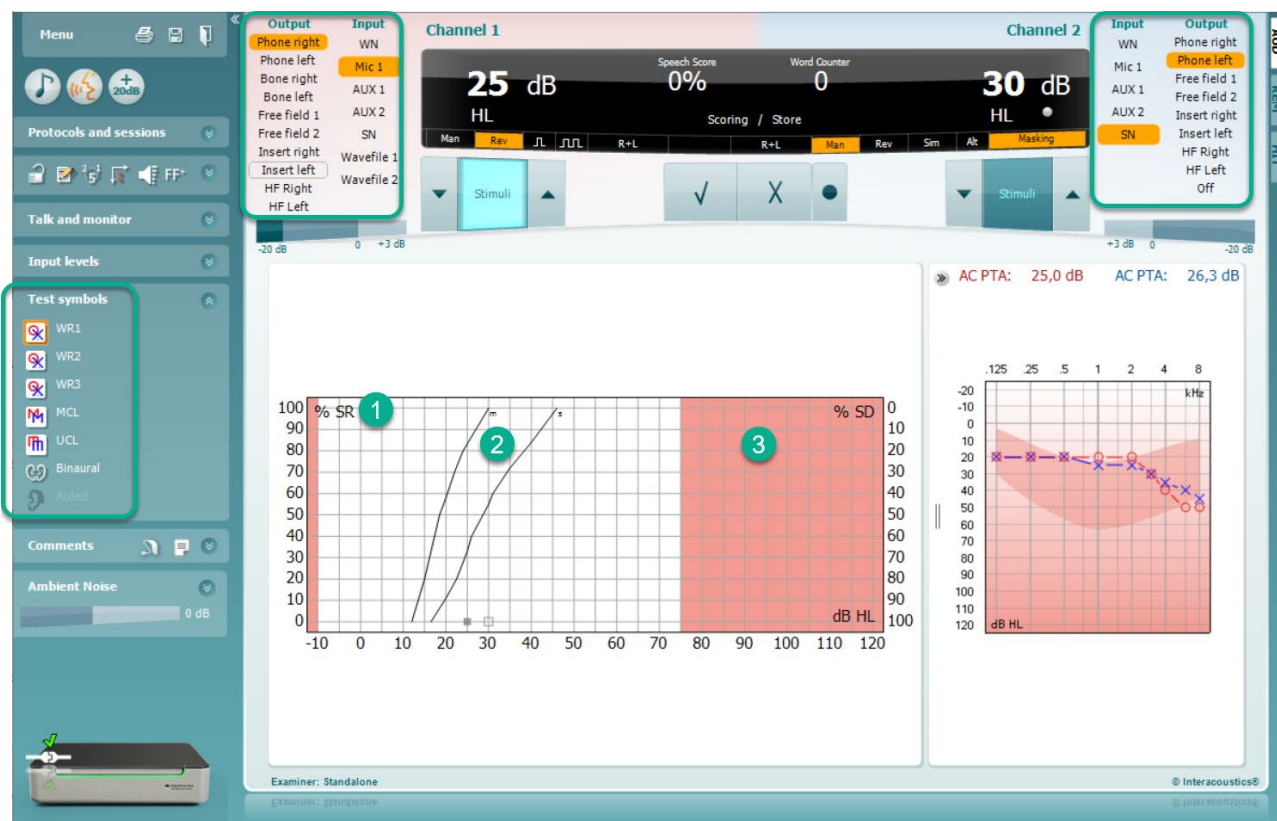 Menu
Protocols and sessions
Talk and monitor
Input levels
Test symbols
WR1
WR2
WR3
MCL
UCL
Binaural
Aided
Comments
Ambient Noise
0 dB
+
20dB
FF+
Output Input
Phone right WN
Phone left Mic 1
Bone right AUX 1
Bone left AUX 2
Free field 1 SN
Free field 2 Wavefile 1
Insert right Wavefile 2
Insert left
HF Right
HF Left
-20 dB 0 +3 dB
Channel 1
Channel 2
25 dB
HL
Speech Score
0%
Word Counter
0
Scoring / Store
30 dB
HL
Man Rev R+L R+L Man Rev Sim Alt Masking
Stimuli
Stimuli
Input Output
WN Phone right
Mic 1 Phone left
AUX 1 Free field 1
AUX 2 Free field 2
SN Insert right
Insert left
HF Right
HF Left
Off
+3 dB 0 -20 dB
AUD
HF
% SR 1
2
3
m
s
% SD
dB HL
100
90
80
70
60
50
40
30
20
10
0
0
10
20
30
40
50
60
70
80
90
100
-10 0 10 20 30 40 50 60 70 80 90 100 110 120
AC PTA: 25,0 dB AC PTA: 26,3 dB
.125 .25 .5 1 2 4 8
kHz
-20
-10
0
10
20
30
40
50
60
70
80
90
100
110
120
dB HL
Examiner: Standalone
© Interacoustics®